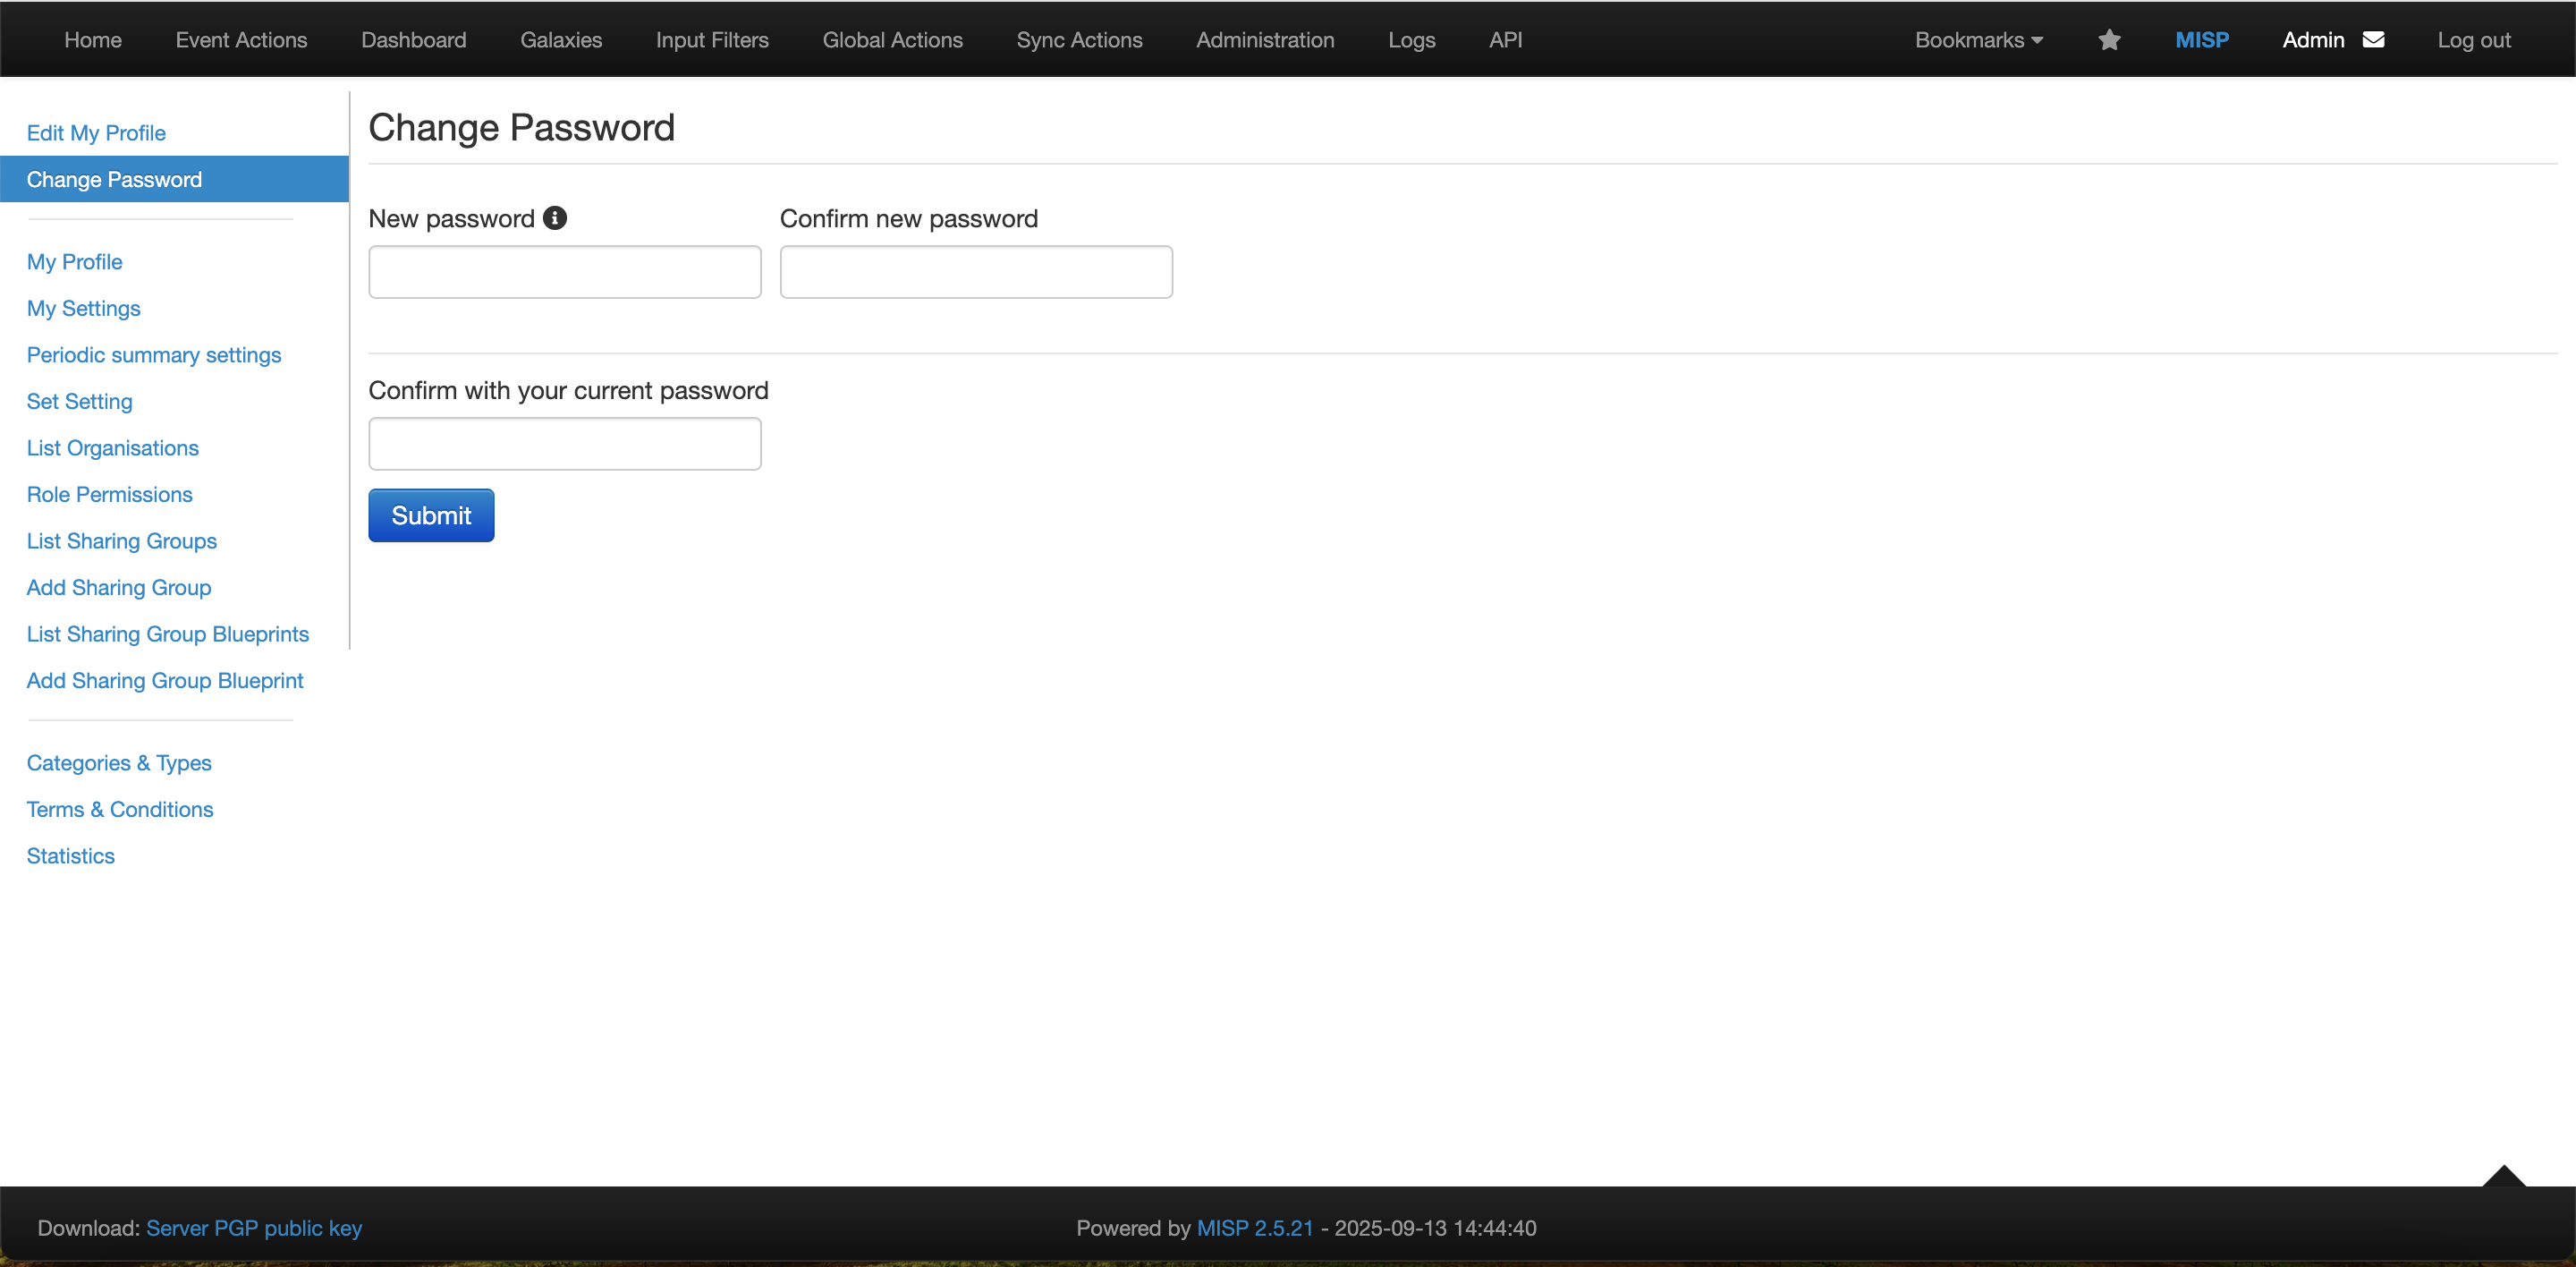 Home Event Actions Dashboard Galaxies Input Filters Global Actions Sync Actions Administration Logs API Bookmarks MISP Admin Log out
Edit My Profile
Change Password
My Profile
My Settings
Periodic summary settings
Set Setting
List Organisations
Role Permissions
List Sharing Groups
Add Sharing Group
List Sharing Group Blueprints
Add Sharing Group Blueprint
Categories & Types
Terms & Conditions
Statistics
Change Password
New password Confirm new password
Confirm with your current password
Submit
Download: Server PGP public key Powered by MISP 2.5.21 - 2025-09-13 14:44:40